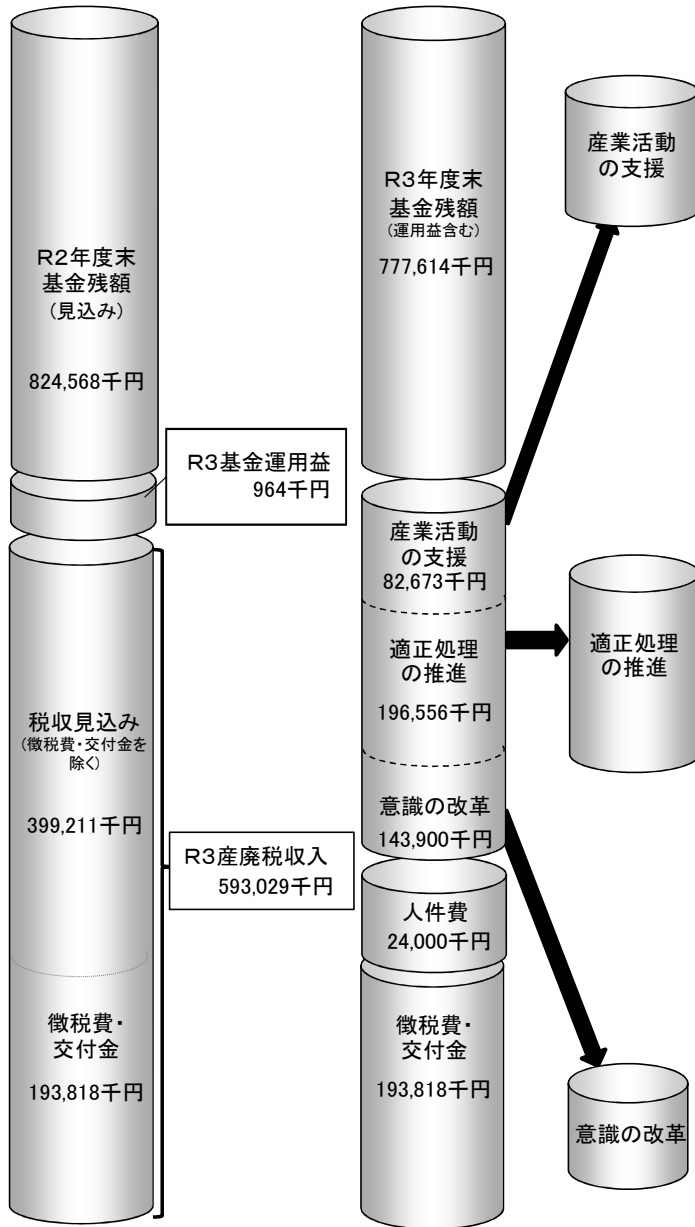 R2年度末
基金残額
(見込み)
824,568千円
R3基金運用益
964千円
税収見込み
(徴税費・交付金を
除く)
399,211千円
R3産廃税収入
593,029千円
徴税費・
交付金
193,818千円
R3年度末
基金残額
(運用益含む)
777,614千円
産業活動
の支援
82,673千円
適正処理
の推進
196,556千円
意識の改革
143,900千円
人件費
24,000千円
徴税費・
交付金
193,818千円
産業活動
の支援
適正処理
の推進
意識の改革